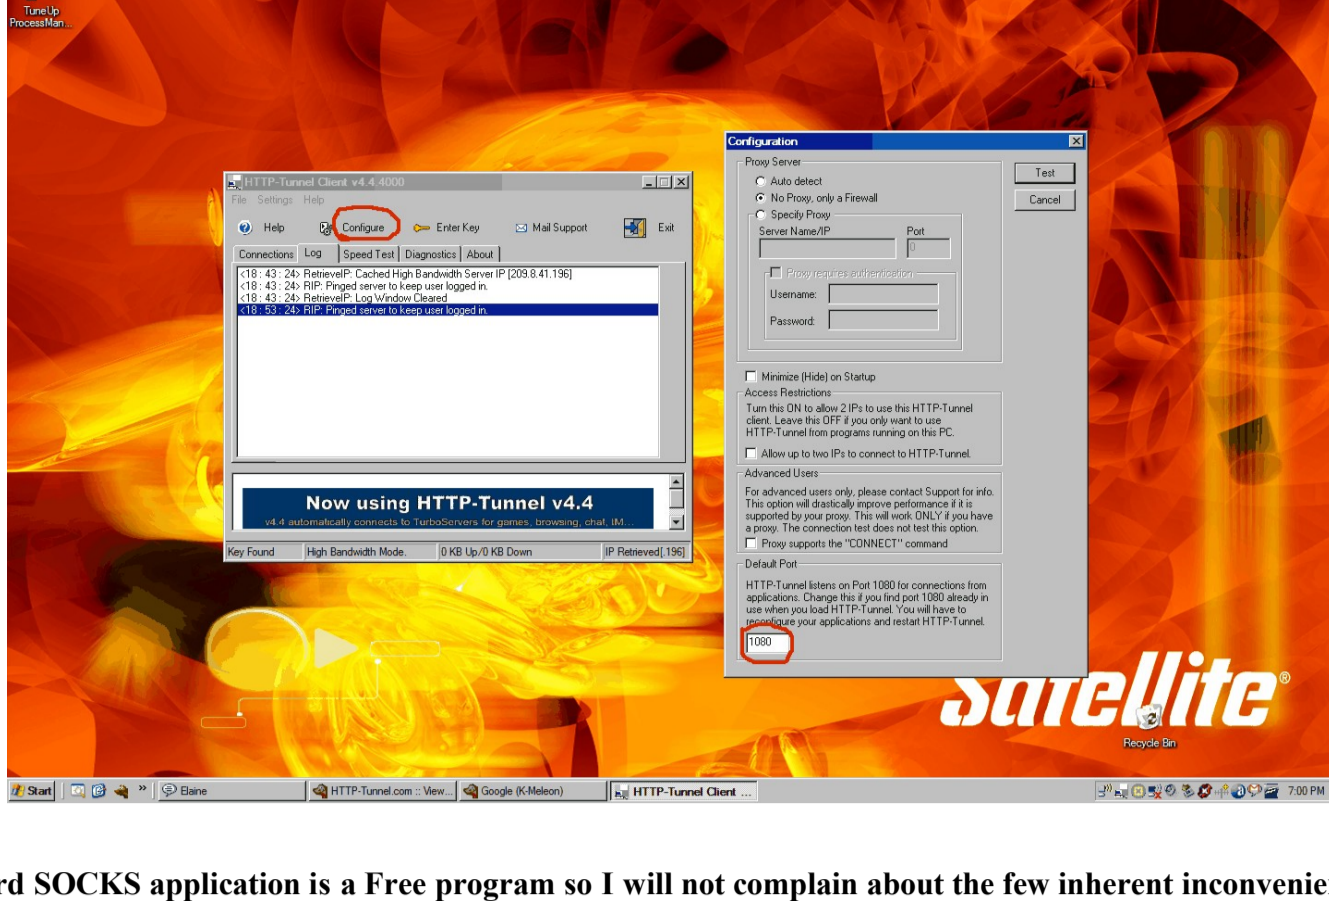 TuneUp
ProcessMan...
HTTP-Tunnel Client v4.4.4000
File Settings Help
Help Configure Enter Key Mail Support Exit
Connections Log Speed Test Diagnostics About
<18 : 43 : 24> RetrieveIP: Cached High Bandwidth Server IP [209.8.41.196]
<18 : 43 : 24> RIP: Pinged server to keep user logged in.
<18 : 43 : 24> RetrieveIP: Log Window Cleared
<18 : 53 : 24> RIP: Pinged server to keep user logged in.
Now using HTTP-Tunnel v4.4
v4.4 automatically connects to TurboServers for games, browsing, chat, IM...
Key Found High Bandwidth Mode. 0 KB Up/0 KB Down IP Retrieved[.196]
Configuration
Proxy Server
Auto detect
No Proxy, only a Firewall
Specify Proxy
Server Name/IP Port
0
Proxy requires authentication
Username:
Password:
Test
Cancel
Minimize (Hide) on Startup
Access Restrictions
Turn this ON to allow 2 IPs to use this HTTP-Tunnel
client. Leave this OFF if you only want to use
HTTP-Tunnel from programs running on this PC.
Allow up to two IPs to connect to HTTP-Tunnel.
Advanced Users
For advanced users only, please contact Support for info.
This option will drastically improve performance if it is
supported by your proxy. This will work ONLY if you have
a proxy. The connection test does not test this option.
Proxy supports the "CONNECT" command
Default Port
HTTP-Tunnel listens on Port 1080 for connections from
applications. Change this if you find port 1080 already in
use when you load HTTP-Tunnel. You will have to
reconfigure your applications and restart HTTP-Tunnel.
1080
Satellite®
Recycle Bin
Start » Elaine HTTP-Tunnel.com :: View... Google (K-Meleon) HTTP-Tunnel Client ... 7:00 PM
rd SOCKS application is a Free program so I will not complain about the few inherent inconvenie